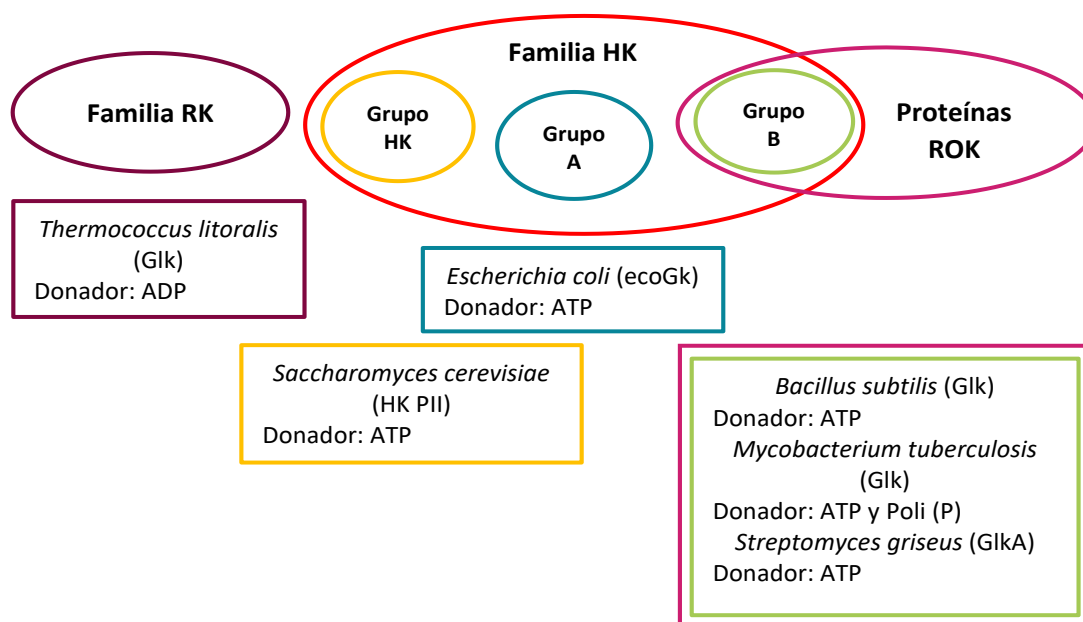 Familia HK
Familia RK
Grupo
HK
Grupo
A
Grupo
B
Proteínas
ROK
Thermococcus litoralis
(Glk)
Donador: ADP
Escherichia coli (ecoGk)
Donador: ATP
Saccharomyces cerevisiae
(HK PII)
Donador: ATP
Bacillus subtilis (Glk)
Donador: ATP
Mycobacterium tuberculosis
(Glk)
Donador: ATP y Poli (P)
Streptomyces griseus (GlkA)
Donador: ATP